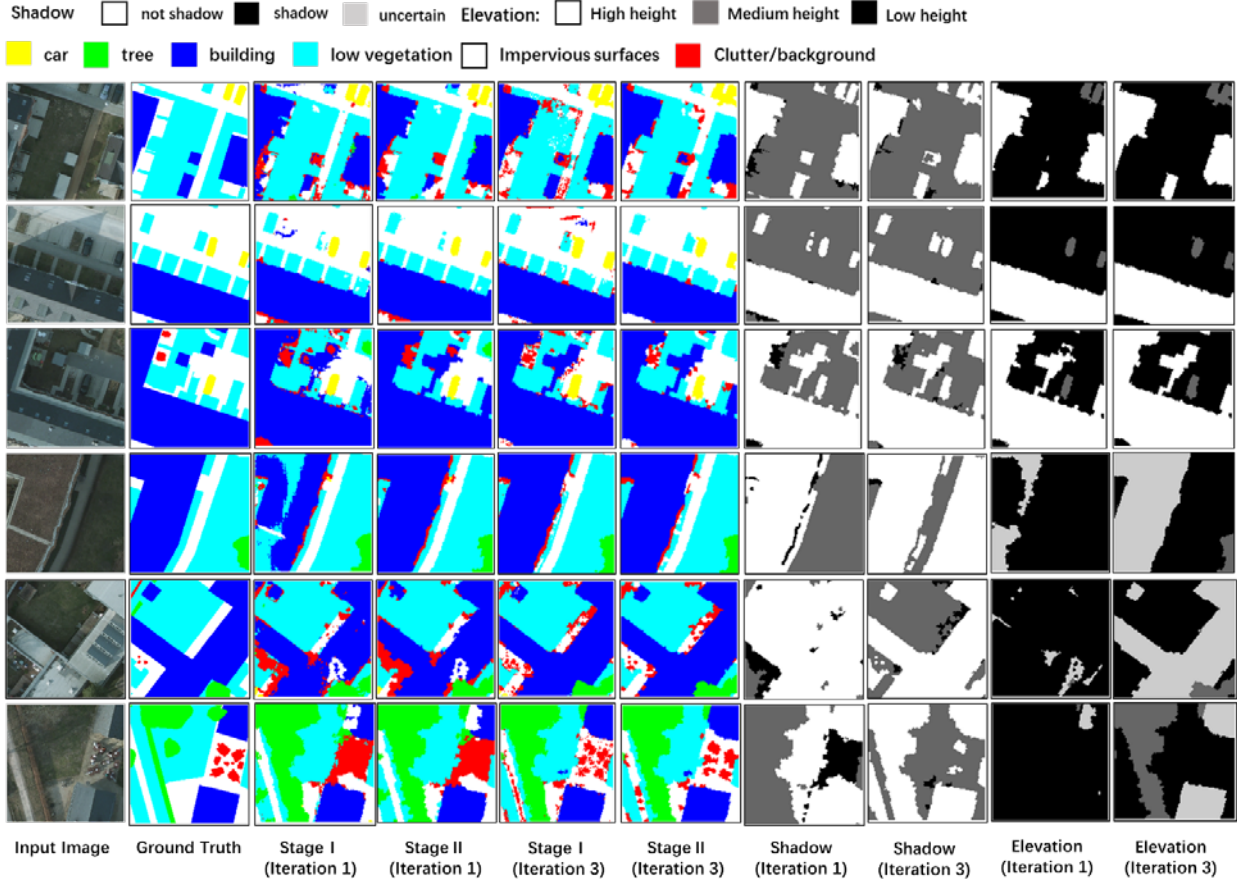 Shadow not shadow shadow uncertain Elevation: High height Medium height Low height
car tree building low vegetation Impervious surfaces Clutter/background
Input Image Ground Truth Stage I Stage II Stage I Stage II Shadow Shadow Elevation Elevation
(Iteration 1) (Iteration 1) (Iteration 3) (Iteration 3) (Iteration 1) (Iteration 3) (Iteration 1) (Iteration 3)